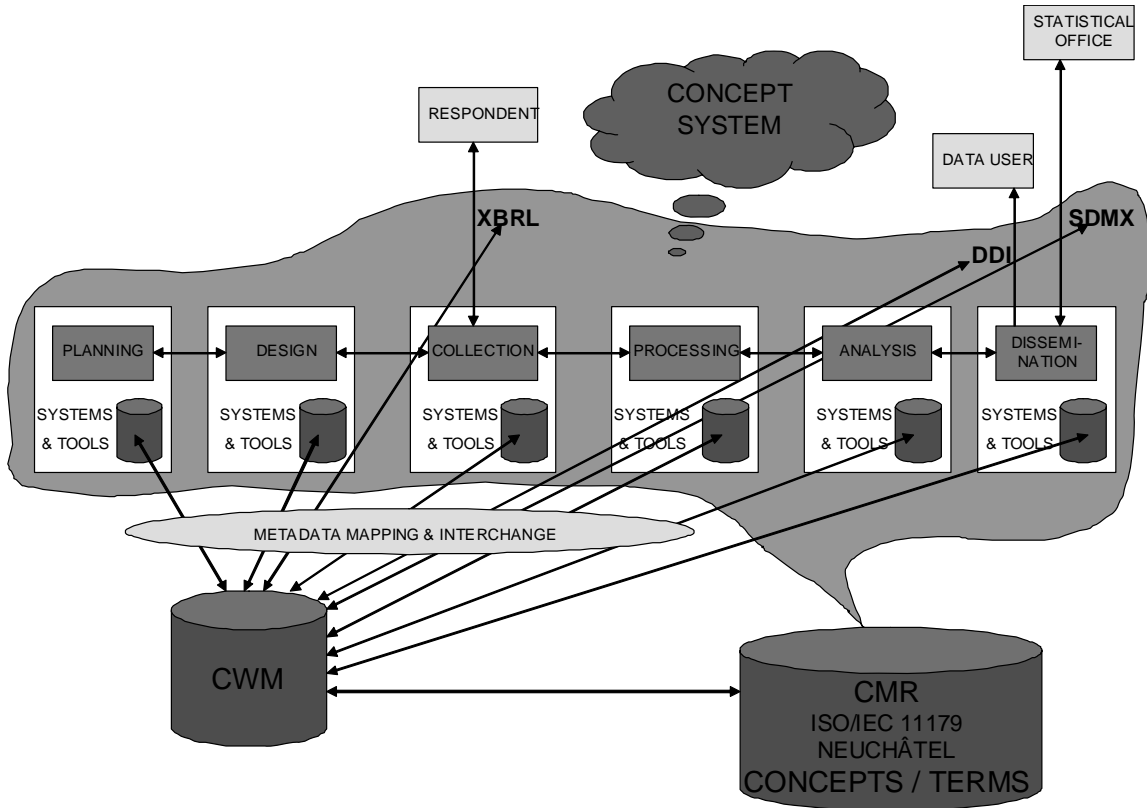 STATISTICAL
OFFICE
CONCEPT
SYSTEM
RESPONDENT
DATA USER
XBRL
SDMX
DDI
PLANNING
DESIGN
COLLECTION
PROCESSING
ANALYSIS
DISSEMI-
NATION
SYSTEMS
& TOOLS
SYSTEMS
& TOOLS
SYSTEMS
& TOOLS
SYSTEMS
& TOOLS
SYSTEMS
& TOOLS
SYSTEMS
& TOOLS
METADATA MAPPING & INTERCHANGE
CWM
CMR
ISO/IEC 11179
NEUCHÂTEL
CONCEPTS / TERMS